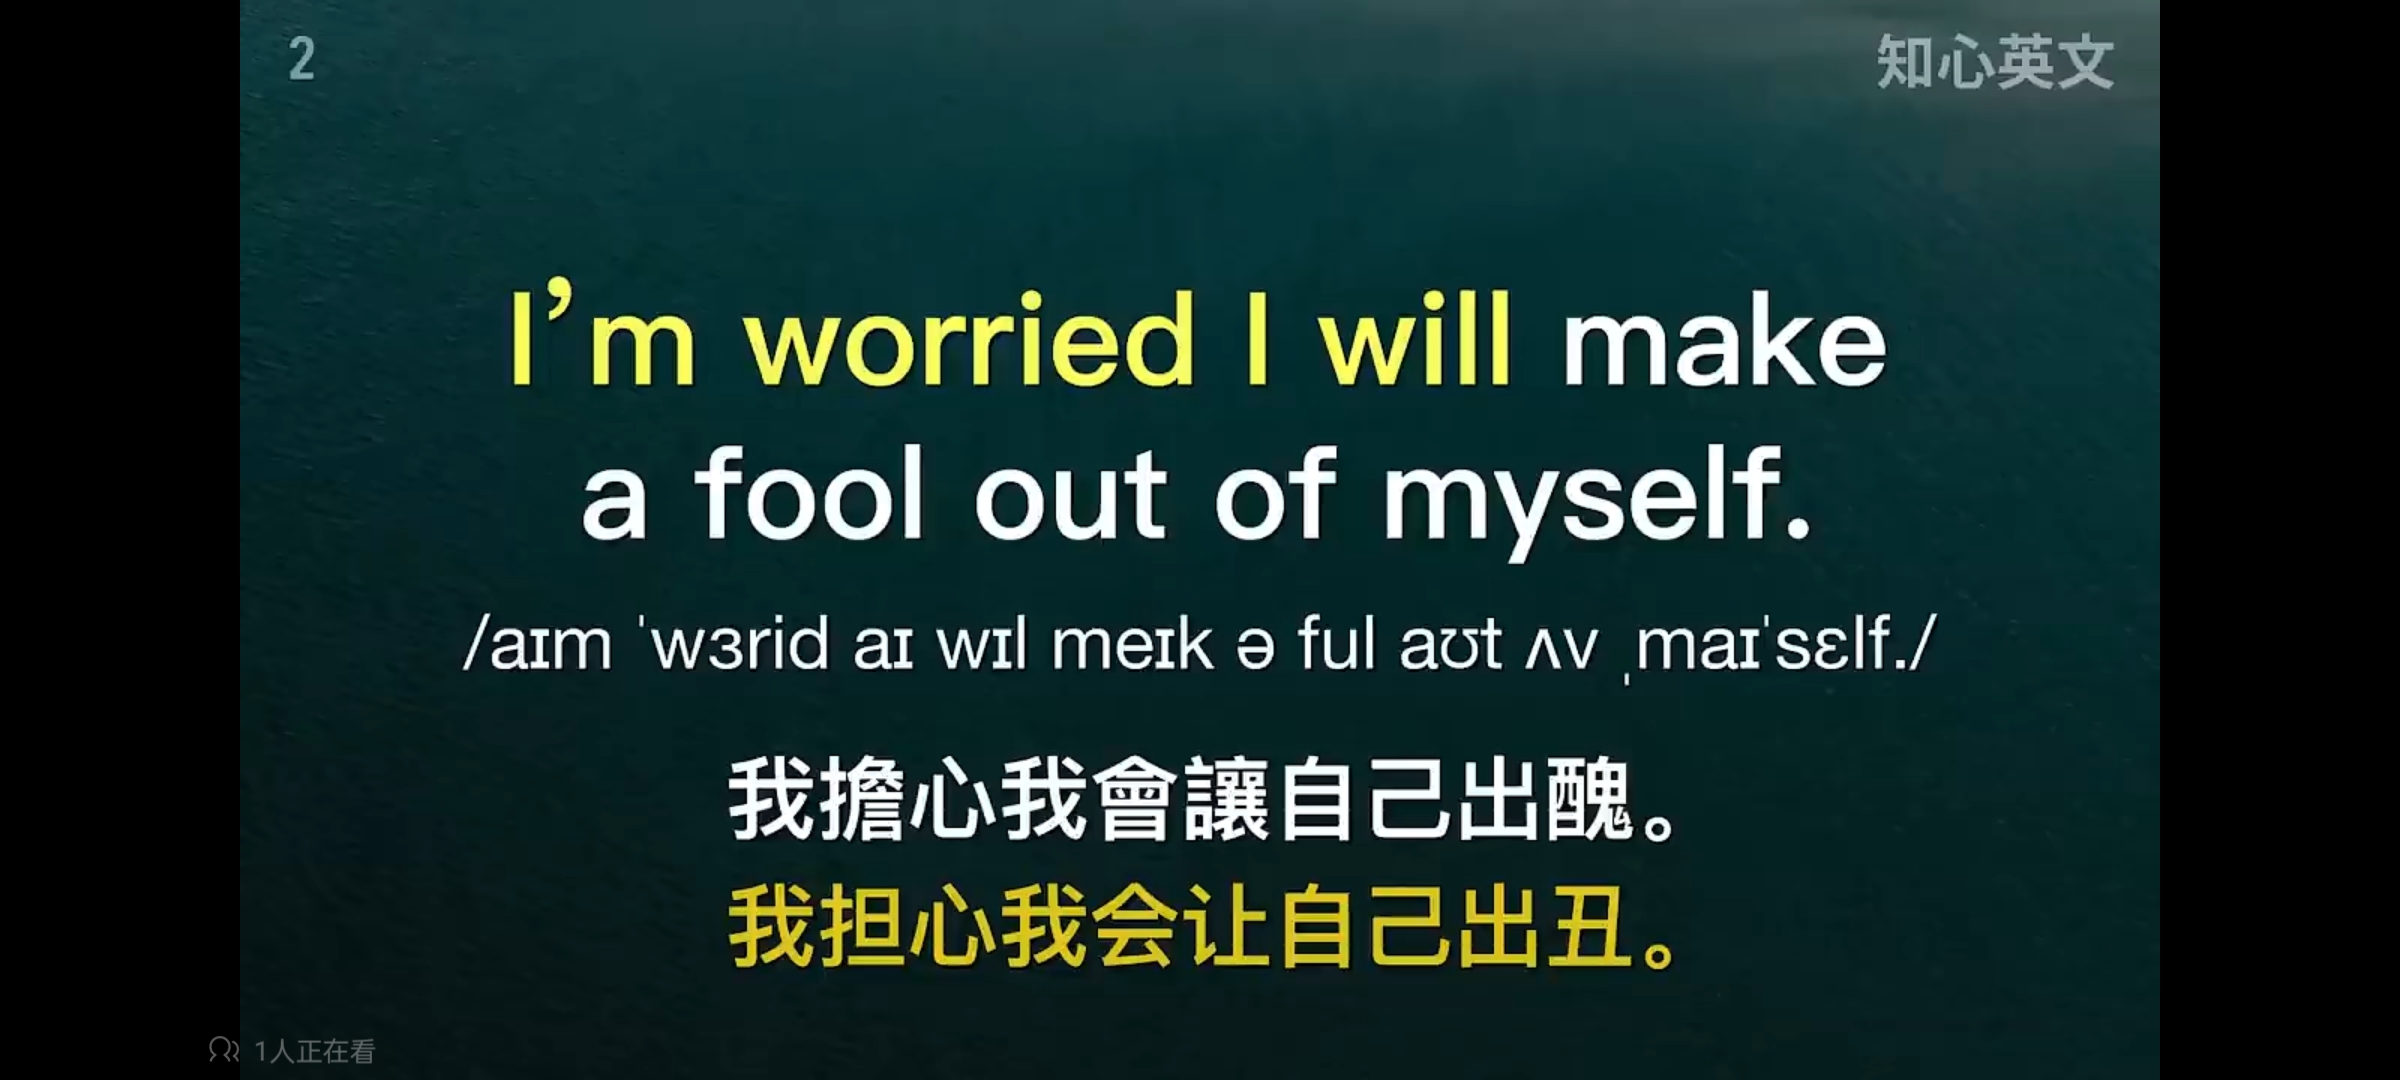 2
知心英文
I’m worried I will make
a fool out of myself.
/aɪm ˈwɜrid aɪ wɪl meɪk ə ful aʊt ʌv ˌmaɪˈsɛlf./
我擔心我會讓自己出醜。
我担心我会让自己出丑。
1人正在看